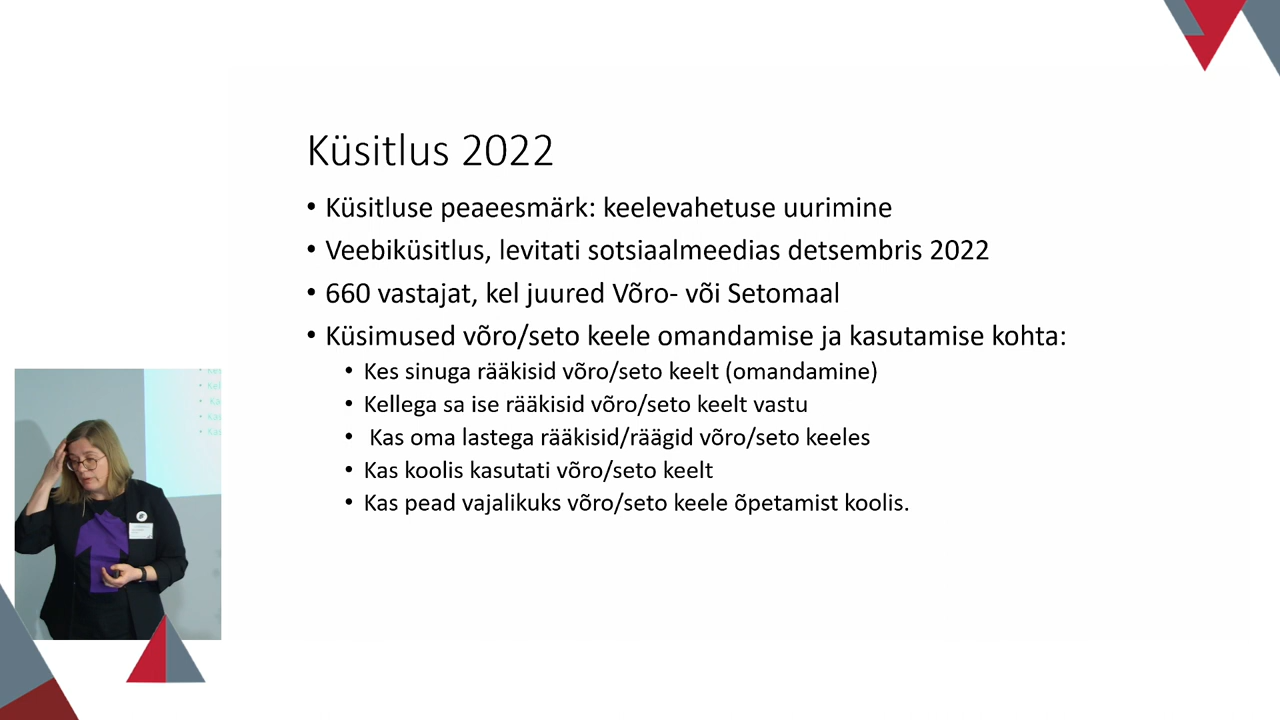 Küsitlus 2022
• Küsitluse peaeesmärk: keelevahetuse uurimine
• Veebiküsitlus, levitati sotsiaalmeedias detsembris 2022
• 660 vastajat, kel juured Võro- või Setomaal
• Küsimused võro/seto keele omandamise ja kasutamise kohta:
• Kes sinuga rääkisid võro/seto keelt (omandamine)
• Kellega sa ise rääkisid võro/seto keelt vastu
• Kas oma lastega rääkisid/räägid võro/seto keeles
• Kas koolis kasutati võro/seto keelt
• Kas pead vajalikuks võro/seto keele õpetamist koolis.